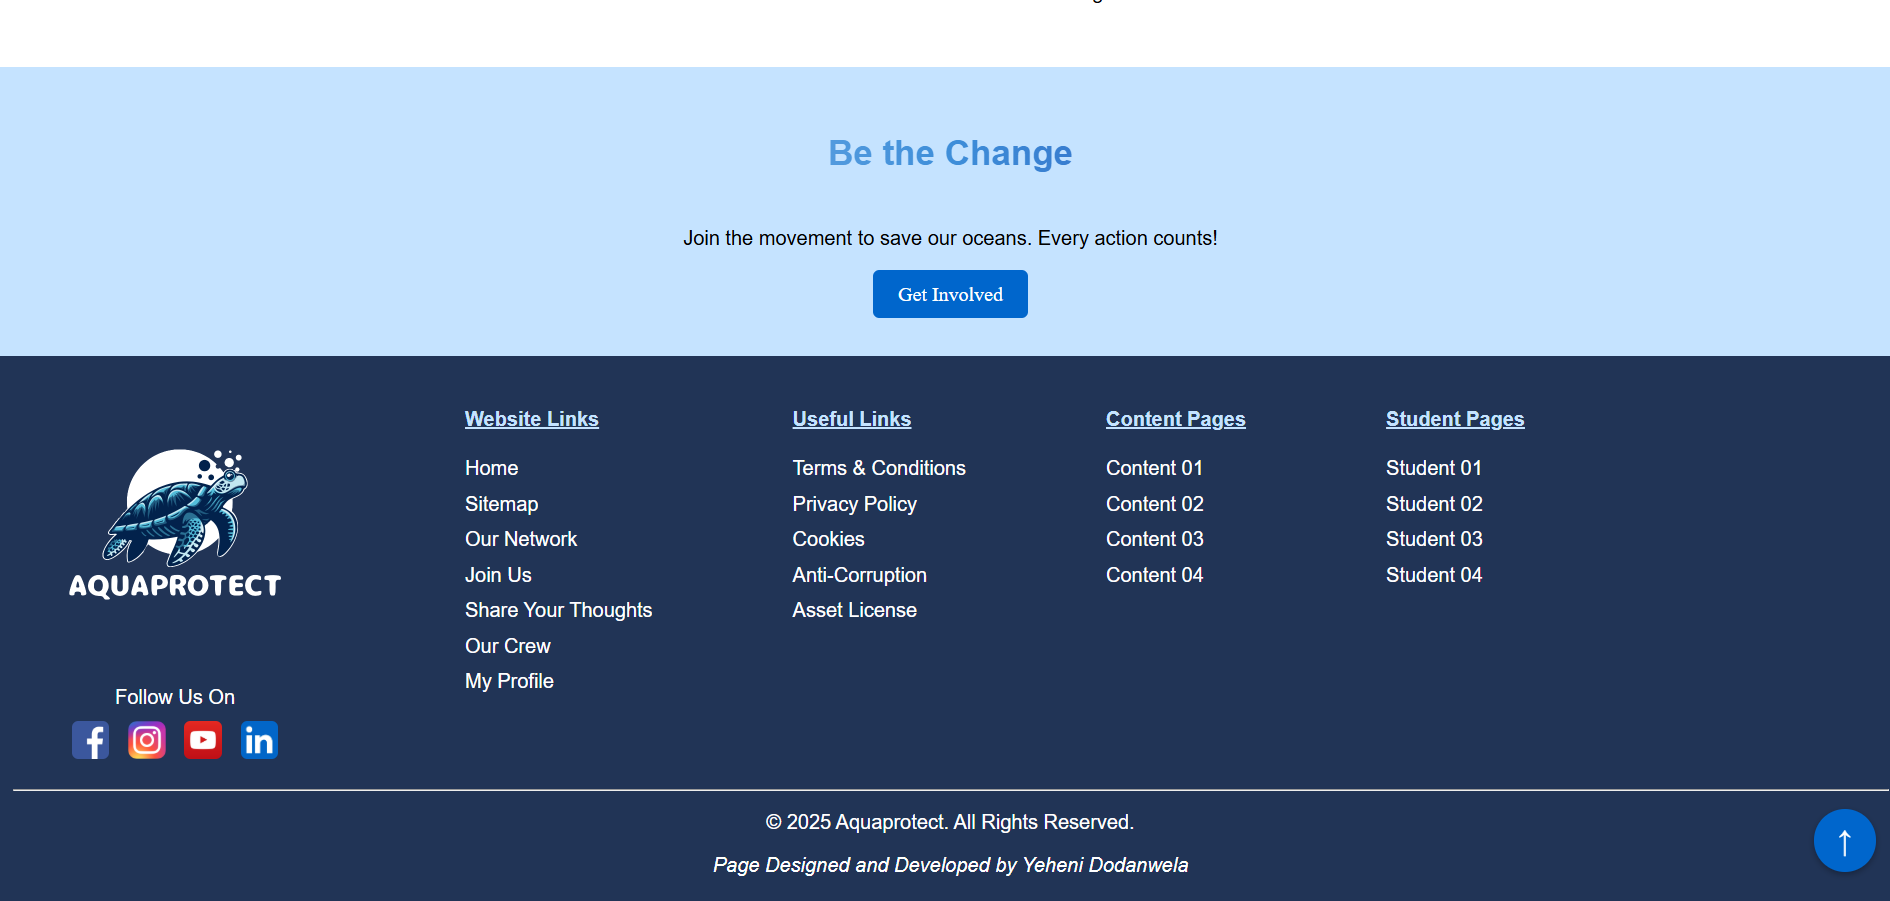 Be the Change
Join the movement to save our oceans. Every action counts!
Get Involved
AQUAPROTECT
Follow Us On
Website Links
Home
Sitemap
Our Network
Join Us
Share Your Thoughts
Our Crew
My Profile
Useful Links
Terms & Conditions
Privacy Policy
Cookies
Anti-Corruption
Asset License
Content Pages
Content 01
Content 02
Content 03
Content 04
Student Pages
Student 01
Student 02
Student 03
Student 04
© 2025 Aquaprotect. All Rights Reserved.
Page Designed and Developed by Yeheni Dodanwela